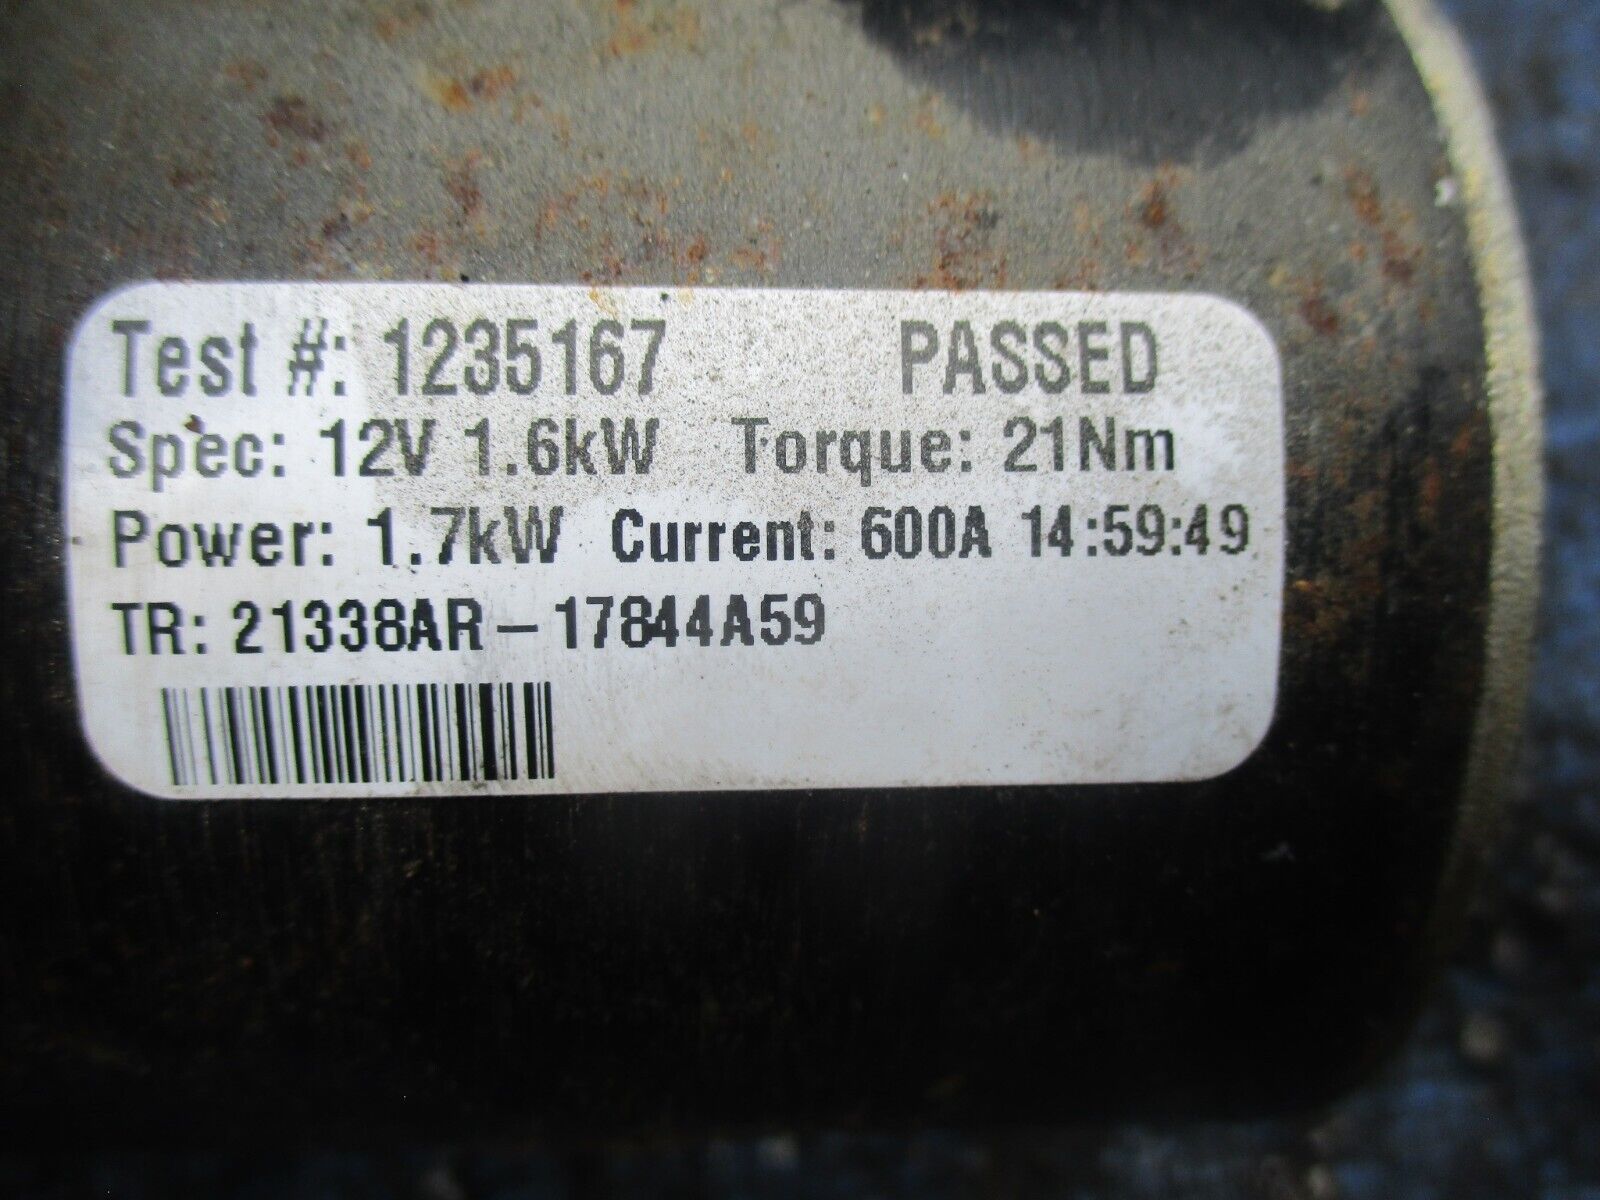 Test #: 1235167 PASSED
Spec: 12V 1.6kW Torque: 21Nm
Power: 1.7kW Current: 600A 14:59:49
TR: 21338AR-17844A59